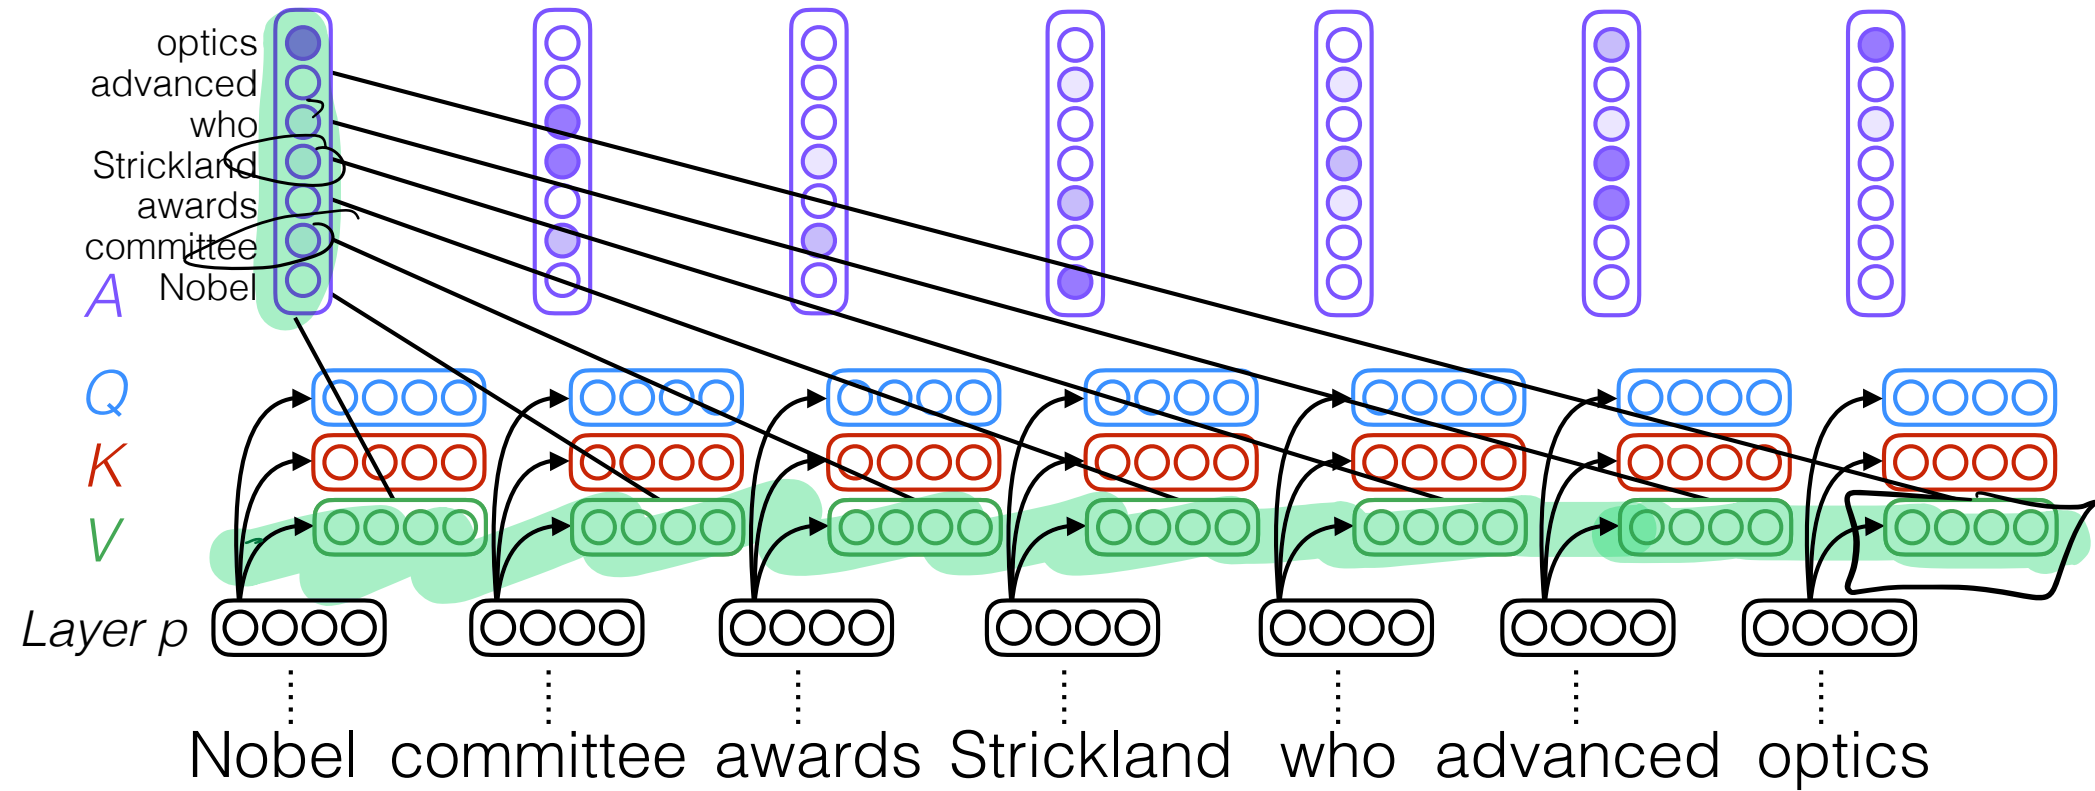 optics
advanced
who
Strickland
awards
committee
Nobel
A
Q
K
V
Layer p
Nobel committee awards Strickland who advanced optics